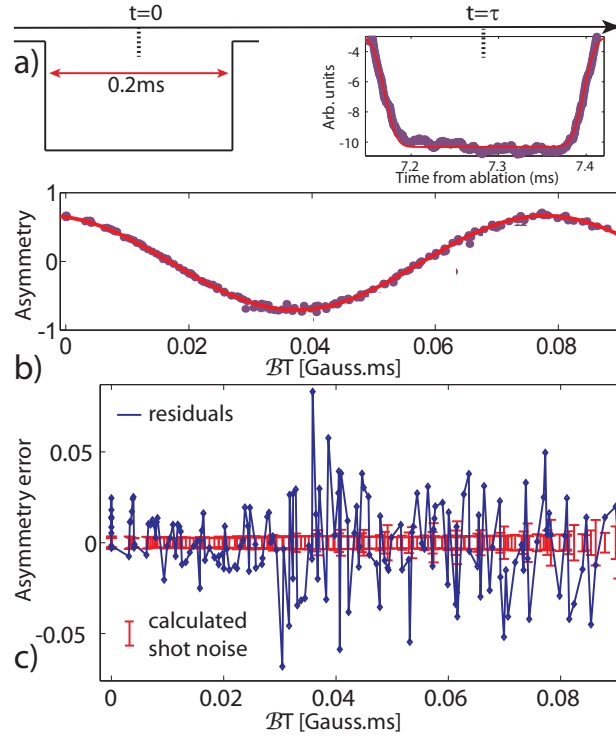 t=0
t=τ
a)
0.2ms
Arb. units
-4
-6
-8
-10
7.2
7.3
7.4
Time from ablation (ms)
Asymmetry
1
0
-1
0
0.02
0.04
0.06
0.08
ℬT [Gauss.ms]
b)
residuals
Asymmetry error
0.05
0
-0.05
calculated
shot noise
c)
0
0.02
0.04
0.06
0.08
ℬT [Gauss.ms]